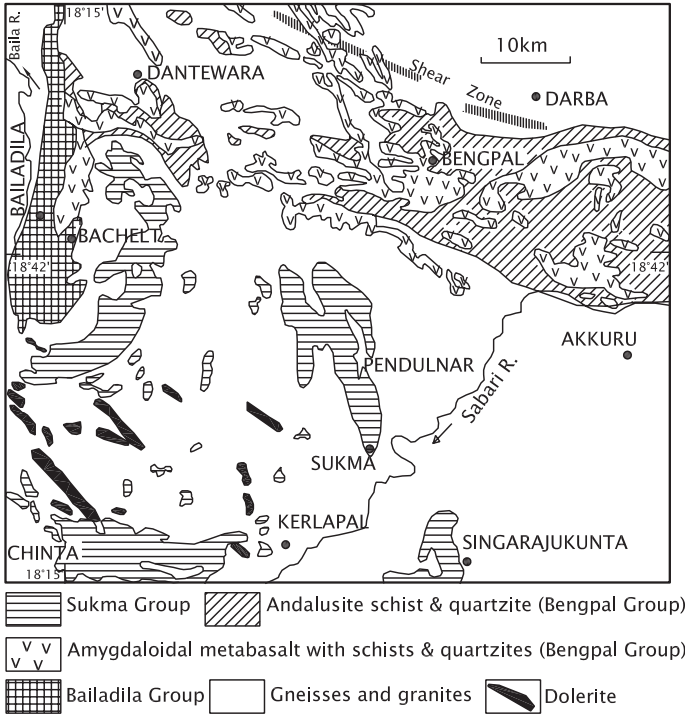 Baila R.
18°15'
DANTEWARA
10km
Shear Zone
DARBA
BENGPAL
BAILADILA
BACHELI
18°42'
18°42'
AKKURU
PENDULNAR
Sabari R.
SUKMA
KERLAPAL
CHINTA
SINGARAJUKUNTA
18°15'
Sukma Group
Andalusite schist & quartzite (Bengpal Group)
Amygdaloidal metabasalt with schists & quartzites (Bengpal Group)
Bailadila Group
Gneisses and granites
Dolerite